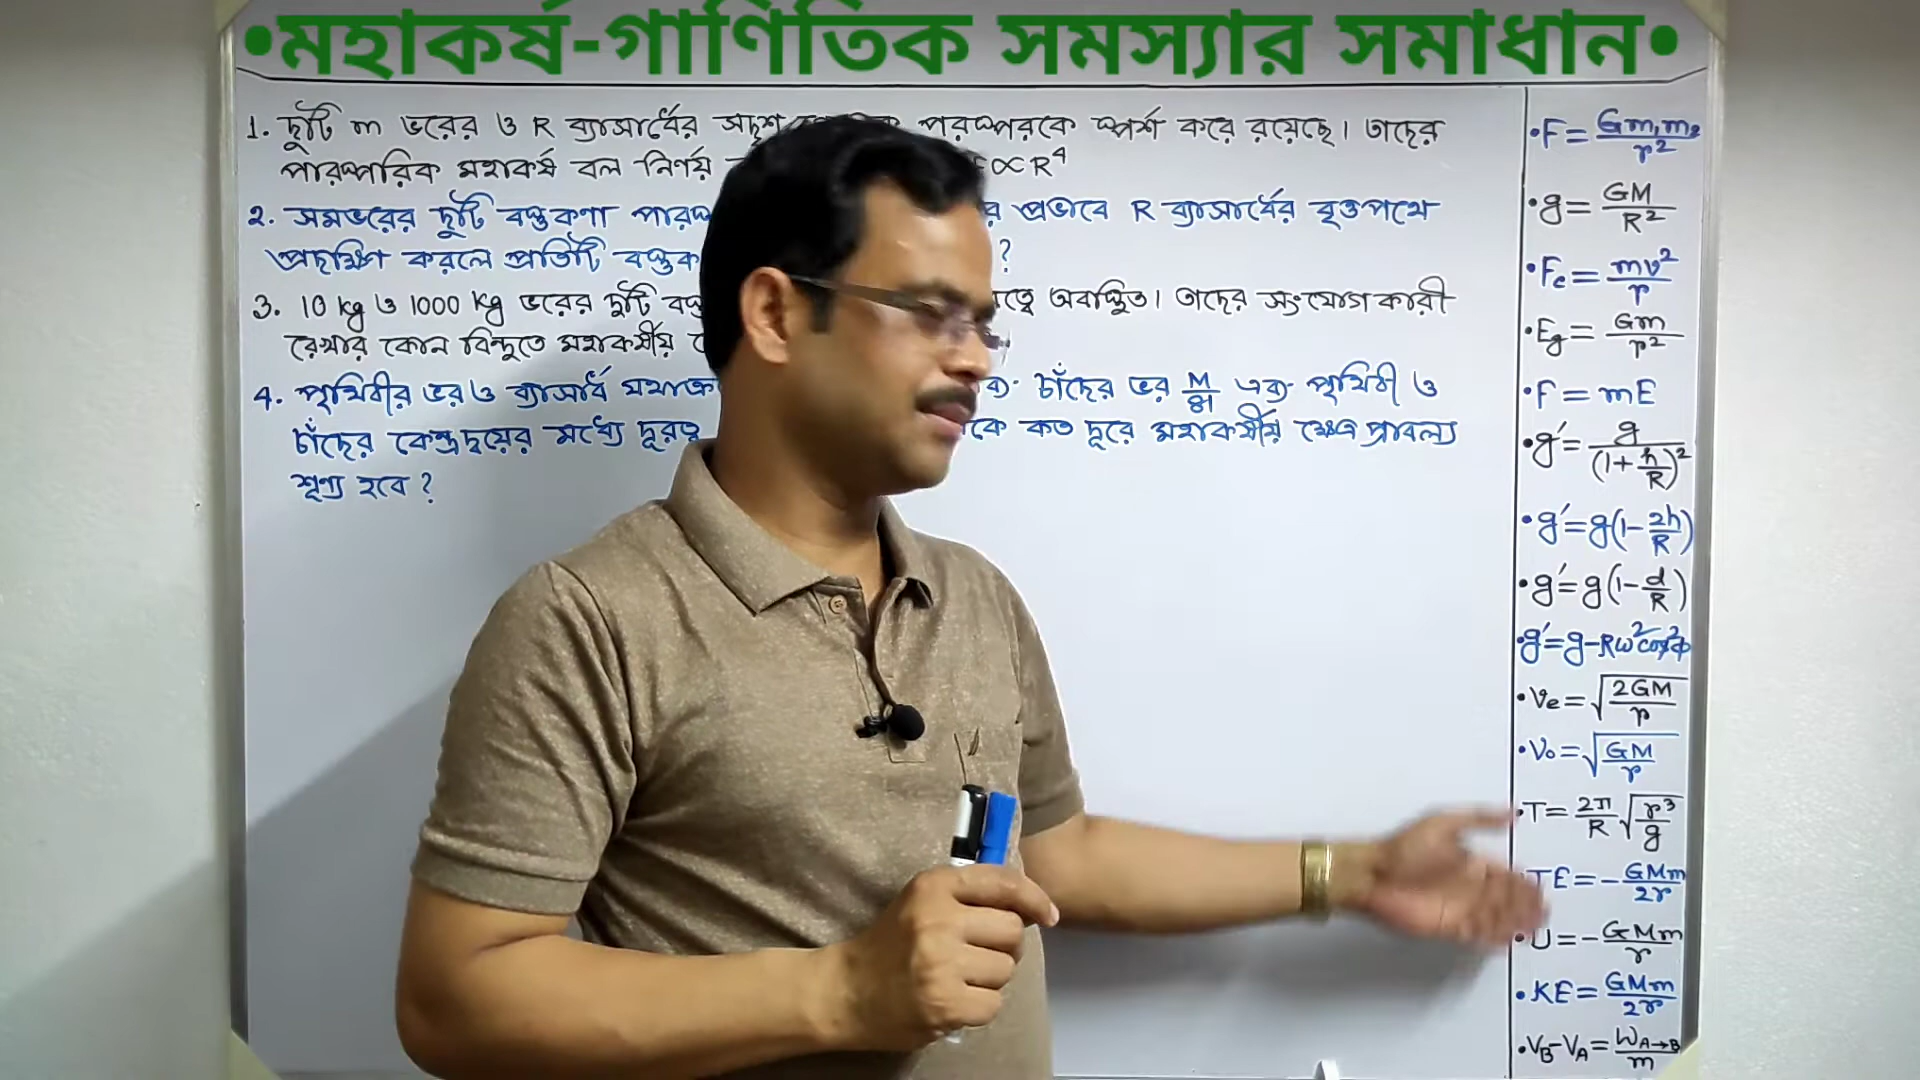 •মহাকর্ষ-গাণিতিক সমস্যার সমাধান•
1. দুটি m ভরের ও R ব্যাসার্ধের সদৃশ পরস্পরকে স্পর্শ করে রয়েছে। তাদের
পারস্পরিক মহাকর্ষ বল নির্ণয় ∝R⁴
2. সমভরের দুটি বস্তুকণা প্রভাবে R ব্যাসার্ধের বৃত্তপথে
প্রদক্ষিণ করলে প্রতিটি ?
3. 10 kg ও 1000 kg ভরের দুটি অবস্থিত। তাদের সংযোগকারী
রেখার কোন বিন্দুতে মহাকর্ষীয়
4. পৃথিবীর ভর ও ব্যাসার্ধ চাঁদের ভর M/81 এবং পৃথিবী ও
চাঁদের কেন্দ্রদ্বয়ের মধ্যে দূরত্ব কত দূরে মহাকর্ষীয় ক্ষেত্র প্রাবল্য
শূণ্য হবে ?
•F = Gm₁m₂/r²
•g = GM/R²
•Fc = mv²/r
•Eg = Gm/r²
•F = mE
•g′ = g/(1+h/R)²
•g′ = g(1-2h/R)
•g′ = g(1-d/R)
•g′ = g-Rω²cos²φ
•Ve = √(2GM/r)
•V₀ = √(GM/r)
•T = 2π/R √(r³/g)
TE = -GMm/2r
•U = -GMm/r
•KE = GMm/2r
•V_B-V_A = W_A→B/m